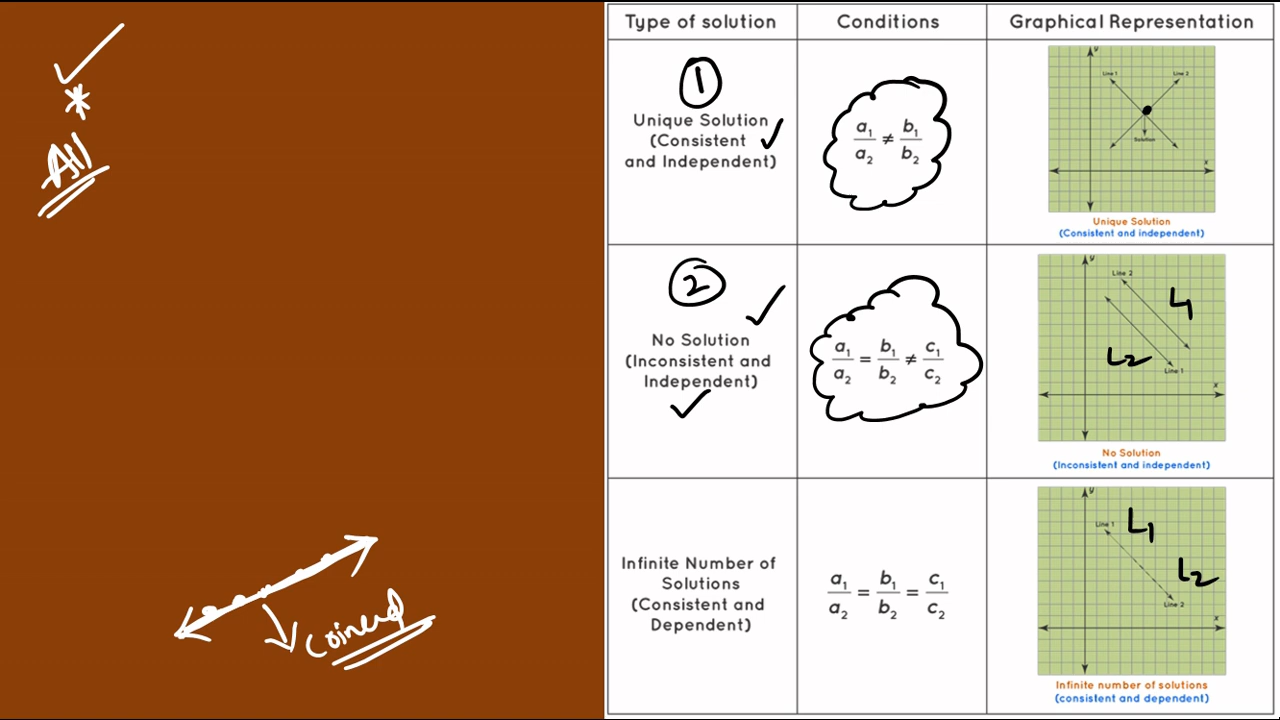 All
Coincd
Type of solution
Conditions
Graphical Representation
1
Unique Solution
(Consistent
and Independent)
a₁/a₂ ≠ b₁/b₂
y
Line 1
Line 2
Solution
x
Unique Solution
(Consistent and independent)
2
No Solution
(Inconsistent and
Independent)
a₁/a₂ = b₁/b₂ ≠ c₁/c₂
y
Line 2
L1
L2
Line 1
x
No Solution
(Inconsistent and independent)
Infinite Number of
Solutions
(Consistent and
Dependent)
a₁/a₂ = b₁/b₂ = c₁/c₂
y
Line 1
L1
L2
Line 2
x
Infinite number of solutions
(consistent and dependent)